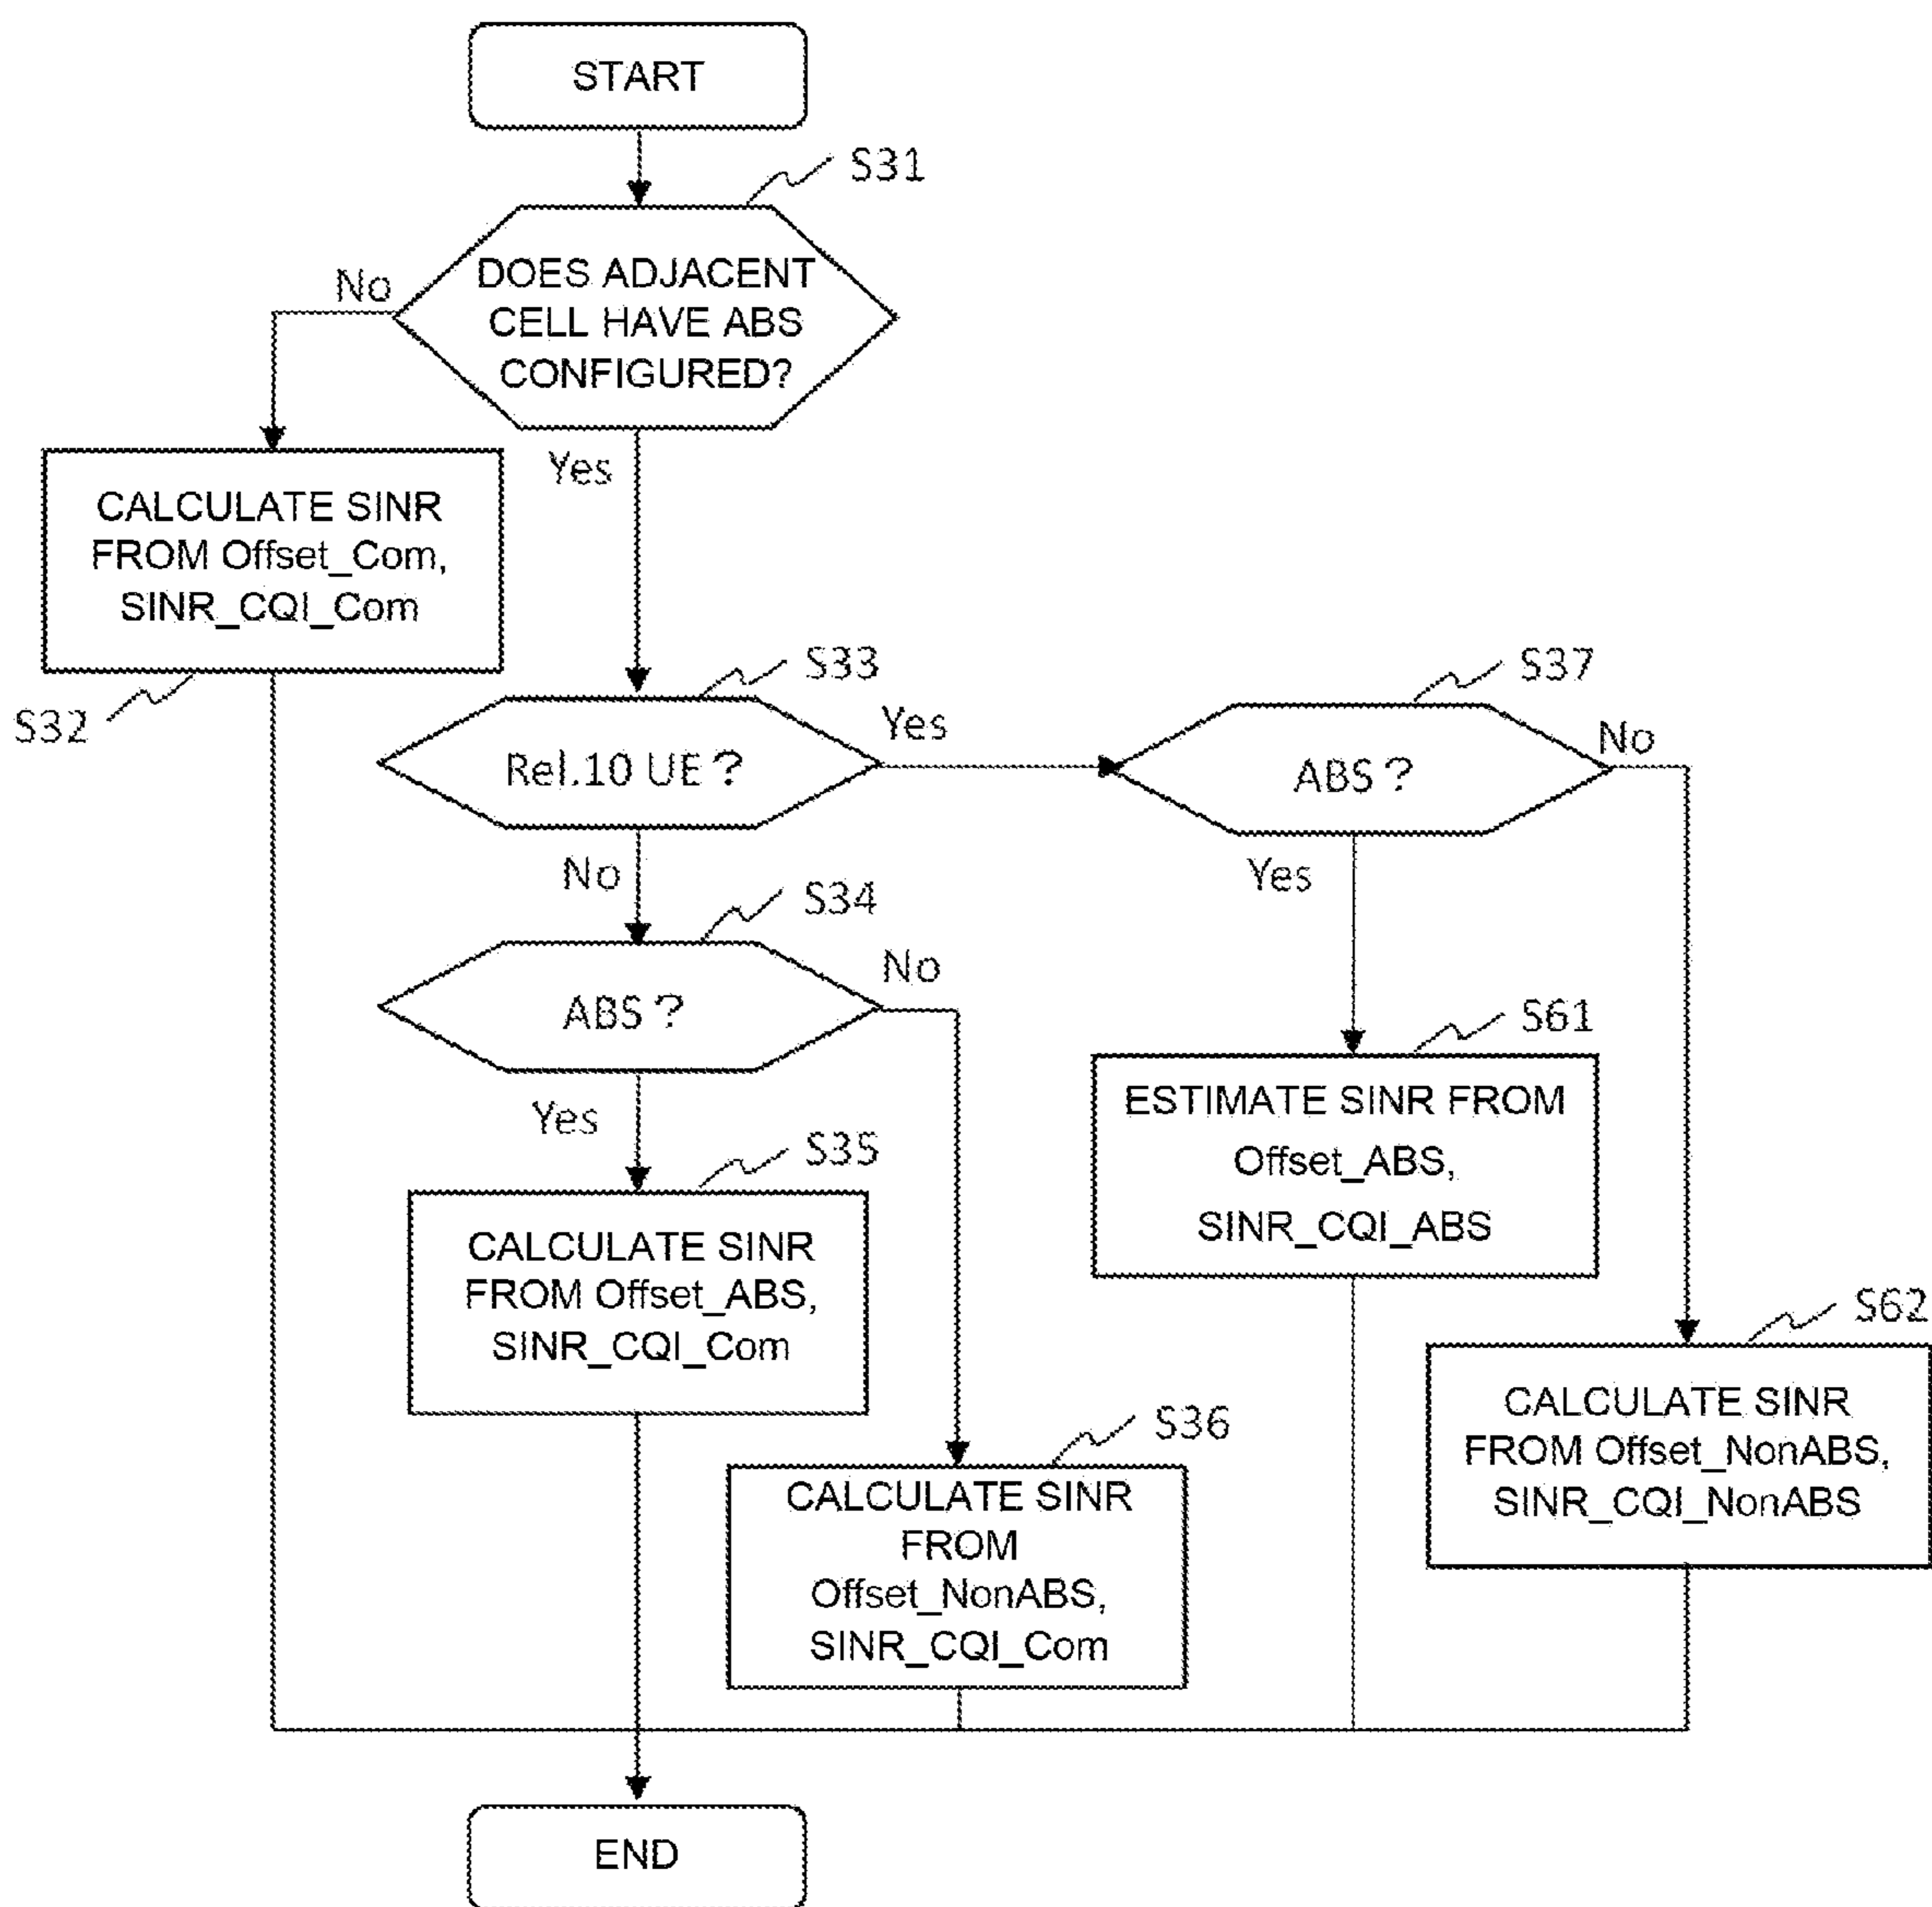 START
S31
DOES ADJACENT
CELL HAVE ABS
CONFIGURED?
No
Yes
CALCULATE SINR
FROM Offset_Com,
SINR_CQI_Com
S32
S33
Rel.10 UE ?
Yes
No
S37
ABS ?
No
Yes
S34
ABS ?
No
Yes
S35
CALCULATE SINR
FROM Offset_ABS,
SINR_CQI_Com
S36
CALCULATE SINR
FROM
Offset_NonABS,
SINR_CQI_Com
S61
ESTIMATE SINR FROM
Offset_ABS,
SINR_CQI_ABS
S62
CALCULATE SINR
FROM Offset_NonABS,
SINR_CQI_NonABS
END